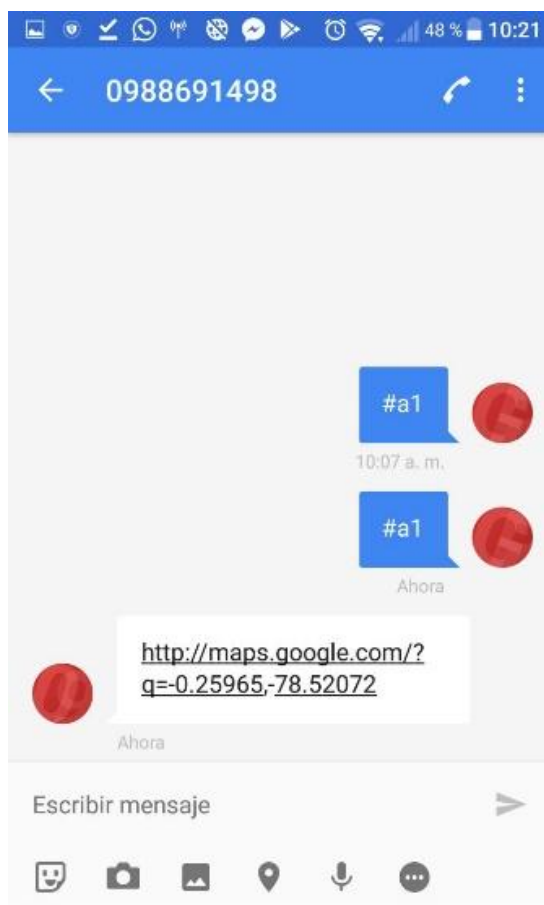 48 % 10:21
0988691498
#a1
10:07 a. m.
#a1
Ahora
http://maps.google.com/?
q=-0.25965,-78.52072
Ahora
Escribir mensaje